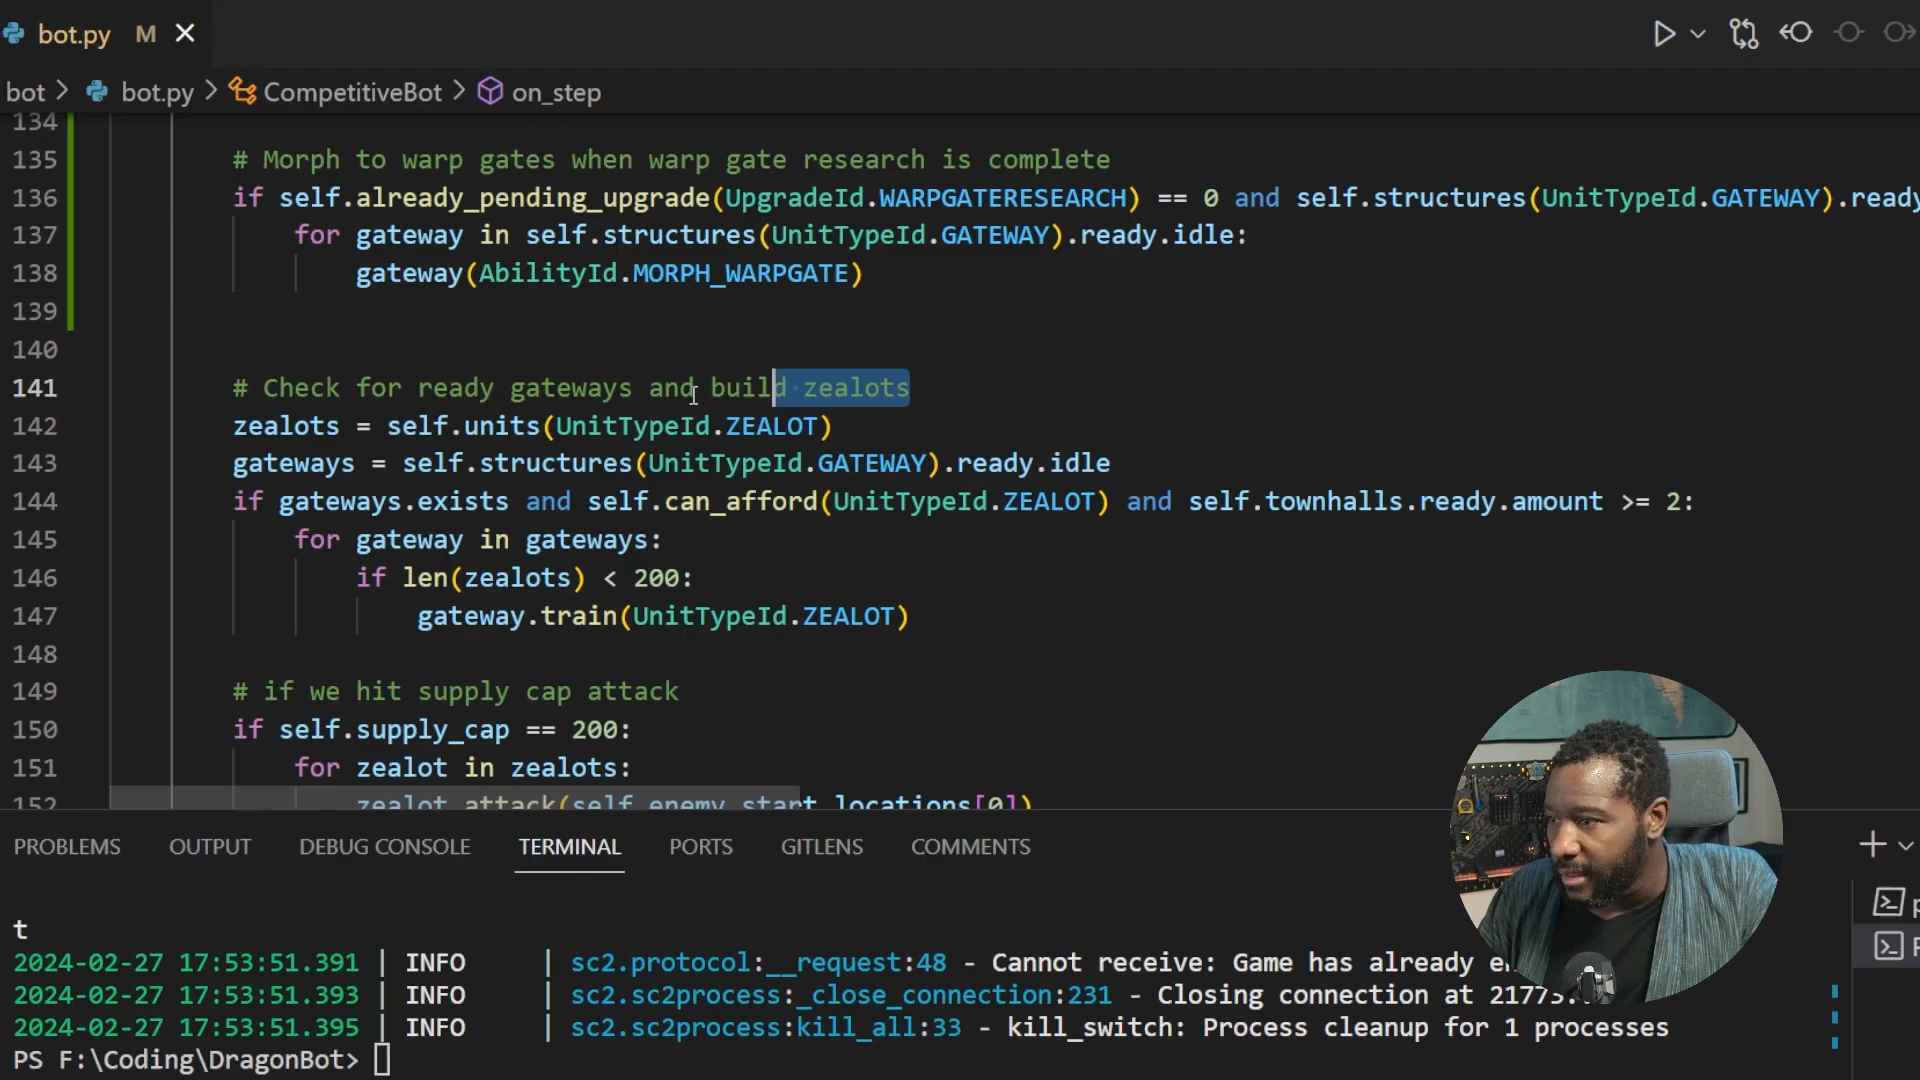 bot.py M
bot bot.py CompetitiveBot on_step
134
135 # Morph to warp gates when warp gate research is complete
136 if self.already_pending_upgrade(UpgradeId.WARPGATERESEARCH) == 0 and self.structures(UnitTypeId.GATEWAY).ready
137 for gateway in self.structures(UnitTypeId.GATEWAY).ready.idle:
138 gateway(AbilityId.MORPH_WARPGATE)
139
140
141 # Check for ready gateways and build zealots
142 zealots = self.units(UnitTypeId.ZEALOT)
143 gateways = self.structures(UnitTypeId.GATEWAY).ready.idle
144 if gateways.exists and self.can_afford(UnitTypeId.ZEALOT) and self.townhalls.ready.amount >= 2:
145 for gateway in gateways:
146 if len(zealots) < 200:
147 gateway.train(UnitTypeId.ZEALOT)
148
149 # if we hit supply cap attack
150 if self.supply_cap == 200:
151 for zealot in zealots:
152 zealot.attack(self.enemy_start_locations[0])
PROBLEMS OUTPUT DEBUG CONSOLE TERMINAL PORTS GITLENS COMMENTS
t
2024-02-27 17:53:51.391 | INFO | sc2.protocol:__request:48 - Cannot receive: Game has already
2024-02-27 17:53:51.393 | INFO | sc2.sc2process:_close_connection:231 - Closing connection at 21773
2024-02-27 17:53:51.395 | INFO | sc2.sc2process:kill_all:33 - kill_switch: Process cleanup for 1 processes
PS F:\Coding\DragonBot>